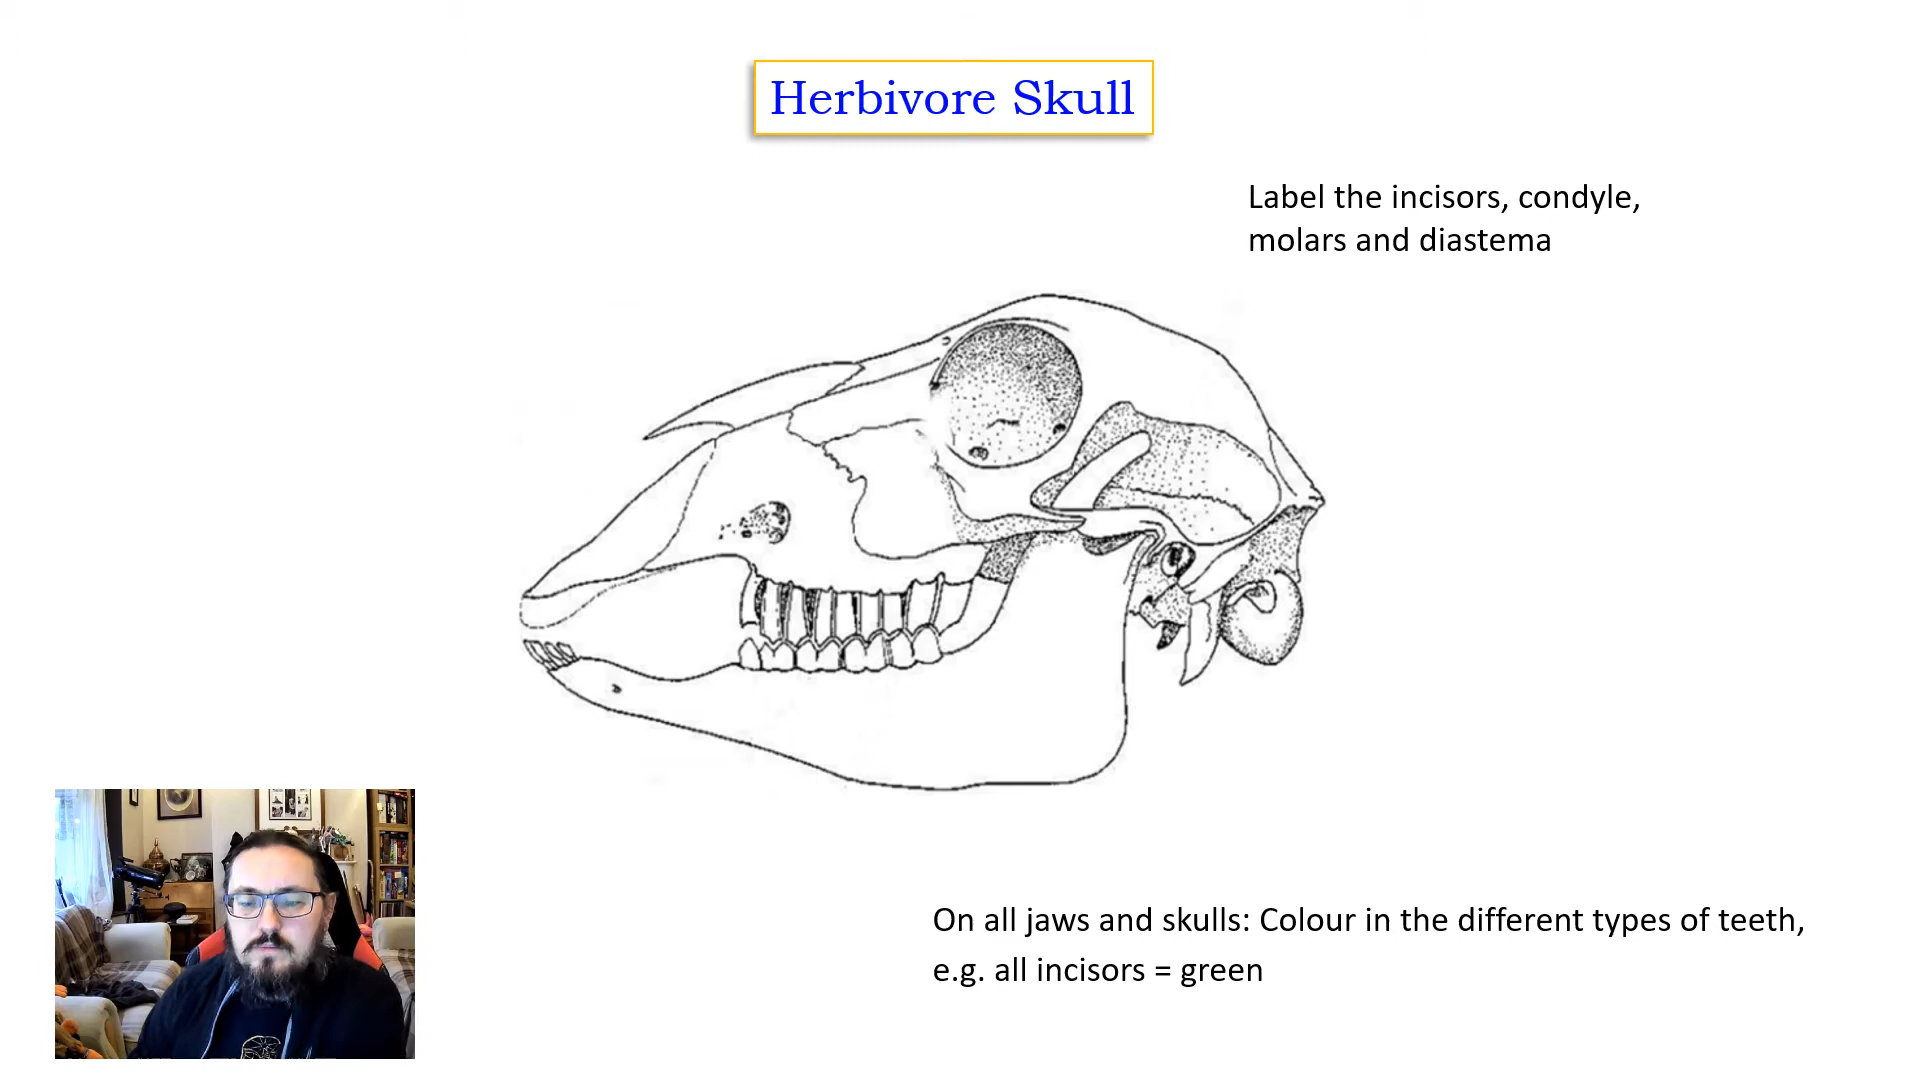 Herbivore Skull
Label the incisors, condyle,
molars and diastema
On all jaws and skulls: Colour in the different types of teeth,
e.g. all incisors = green